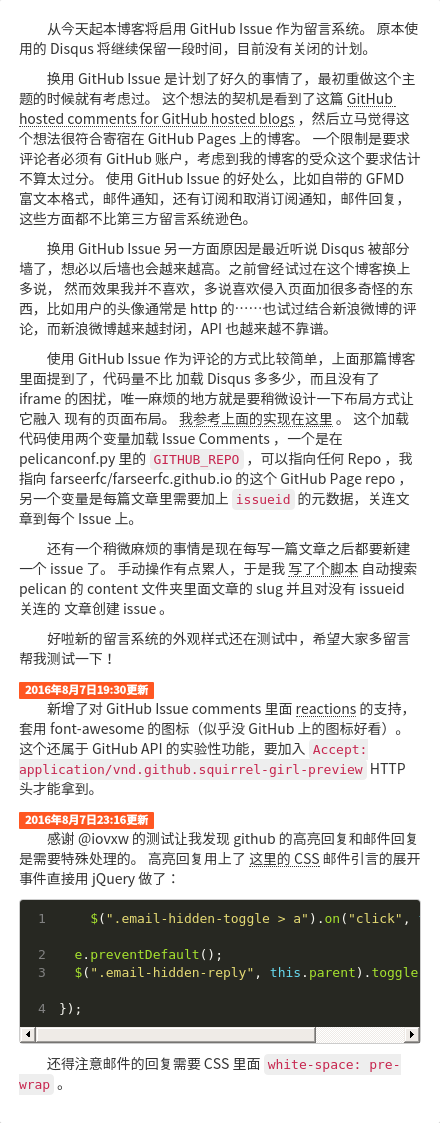 从今天起本博客将启用 GitHub Issue 作为留言系统。 原本使
用的 Disqus 将继续保留一段时间，目前没有关闭的计划。
换用 GitHub Issue 是计划了好久的事情了，最初重做这个主
题的时候就有考虑过。 这个想法的契机是看到了这篇 GitHub
hosted comments for GitHub hosted blogs ，然后立马觉得这
个想法很符合寄宿在 GitHub Pages 上的博客。 一个限制是要求
评论者必须有 GitHub 账户，考虑到我的博客的受众这个要求估计
不算太过分。 使用 GitHub Issue 的好处么，比如自带的 GFMD
富文本格式，邮件通知，还有订阅和取消订阅通知，邮件回复，
这些方面都不比第三方留言系统逊色。
换用 GitHub Issue 另一方面原因是最近听说 Disqus 被部分
墙了，想必以后墙也会越来越高。之前曾经试过在这个博客换上
多说， 然而效果我并不喜欢，多说喜欢侵入页面加很多奇怪的东
西，比如用户的头像通常是 http 的⋯⋯也试过结合新浪微博的评
论，而新浪微博越来越封闭，API 也越来越不靠谱。
使用 GitHub Issue 作为评论的方式比较简单，上面那篇博客
里面提到了，代码量不比 加载 Disqus 多多少，而且没有了
iframe 的困扰，唯一麻烦的地方就是要稍微设计一下布局方式让
它融入 现有的页面布局。 我参考上面的实现在这里 。 这个加载
代码使用两个变量加载 Issue Comments ，一个是在
pelicanconf.py 里的 GITHUB_REPO ，可以指向任何 Repo ，我
指向 farseerfc/farseerfc.github.io 的这个 GitHub Page repo ，
另一个变量是每篇文章里需要加上 issueid 的元数据，关连文
章到每个 Issue 上。
还有一个稍微麻烦的事情是现在每写一篇文章之后都要新建
一个 issue 了。 手动操作有点累人，于是我 写了个脚本 自动搜索
pelican 的 content 文件夹里面文章的 slug 并且对没有 issueid
关连的 文章创建 issue 。
好啦新的留言系统的外观样式还在测试中，希望大家多留言
帮我测试一下！
2016年8月7日19:30更新
新增了对 GitHub Issue comments 里面 reactions 的支持，
套用 font-awesome 的图标（似乎没 GitHub 上的图标好看）。
这个还属于 GitHub API 的实验性功能，要加入 Accept:
application/vnd.github.squirrel-girl-preview HTTP
头才能拿到。
2016年8月7日23:16更新
感谢 @iovxw 的测试让我发现 github 的高亮回复和邮件回复
是需要特殊处理的。 高亮回复用上了 这里的 CSS 邮件引言的展开
事件直接用 jQuery 做了：
1 $(".email-hidden-toggle > a").on("click",
2 e.preventDefault();
3 $(".email-hidden-reply", this.parent).toggle
4 });
还得注意邮件的回复需要 CSS 里面 white-space: pre-
wrap 。